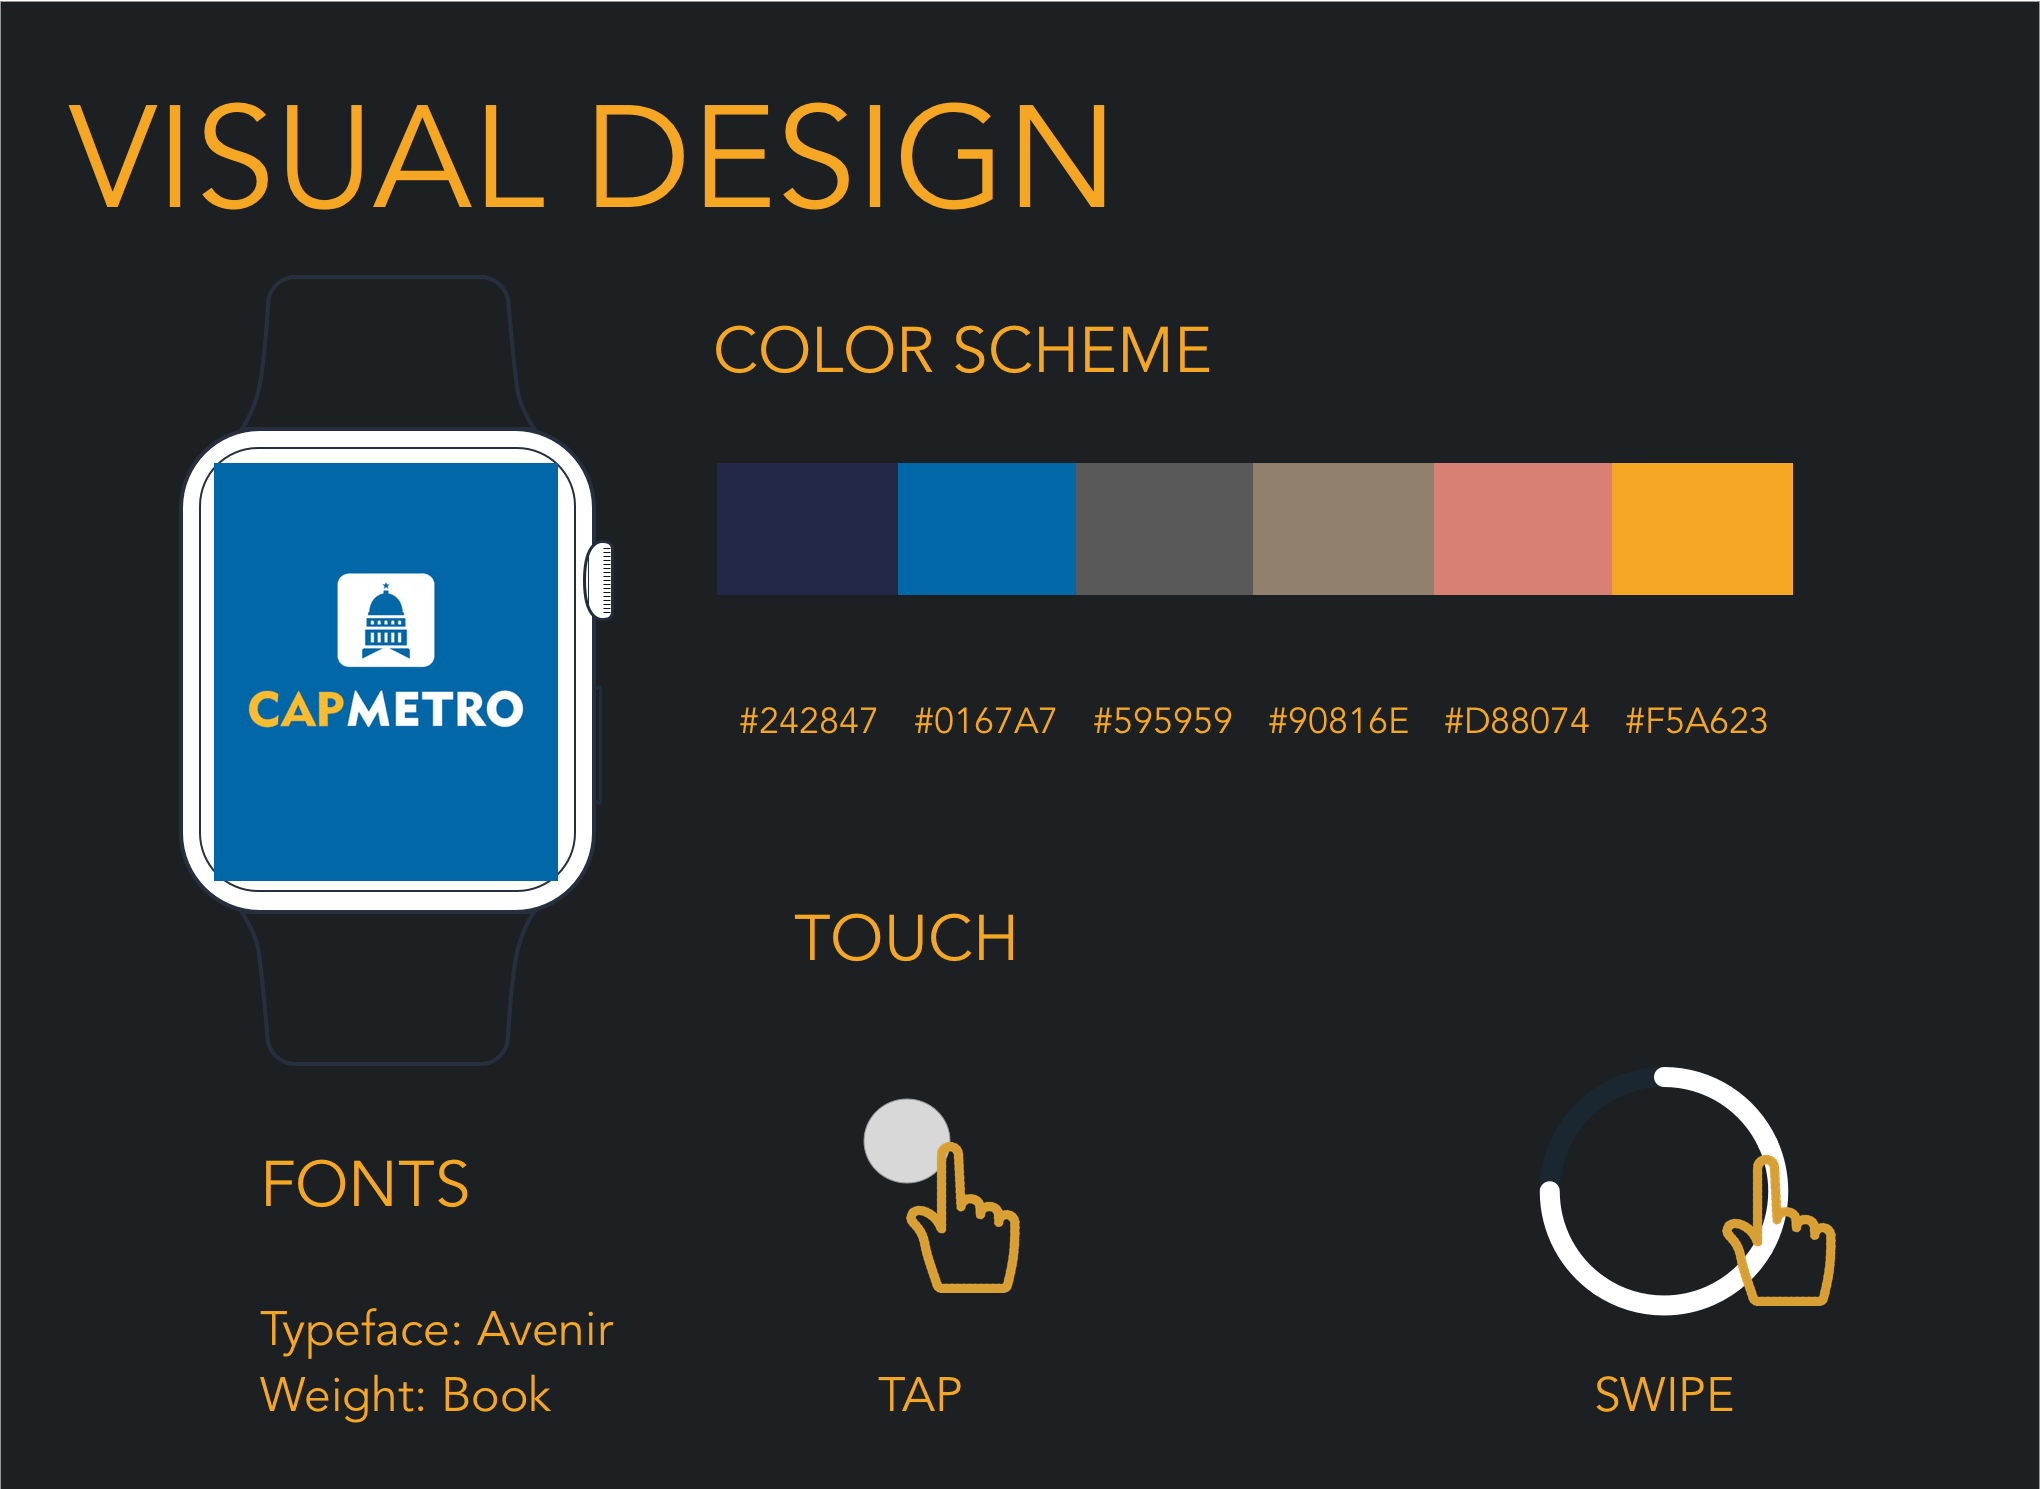 VISUAL DESIGN
COLOR SCHEME
CAPMETRO
#242847 #0167A7 #595959 #90816E #D88074 #F5A623
TOUCH
FONTS
Typeface: Avenir
Weight: Book
TAP
SWIPE